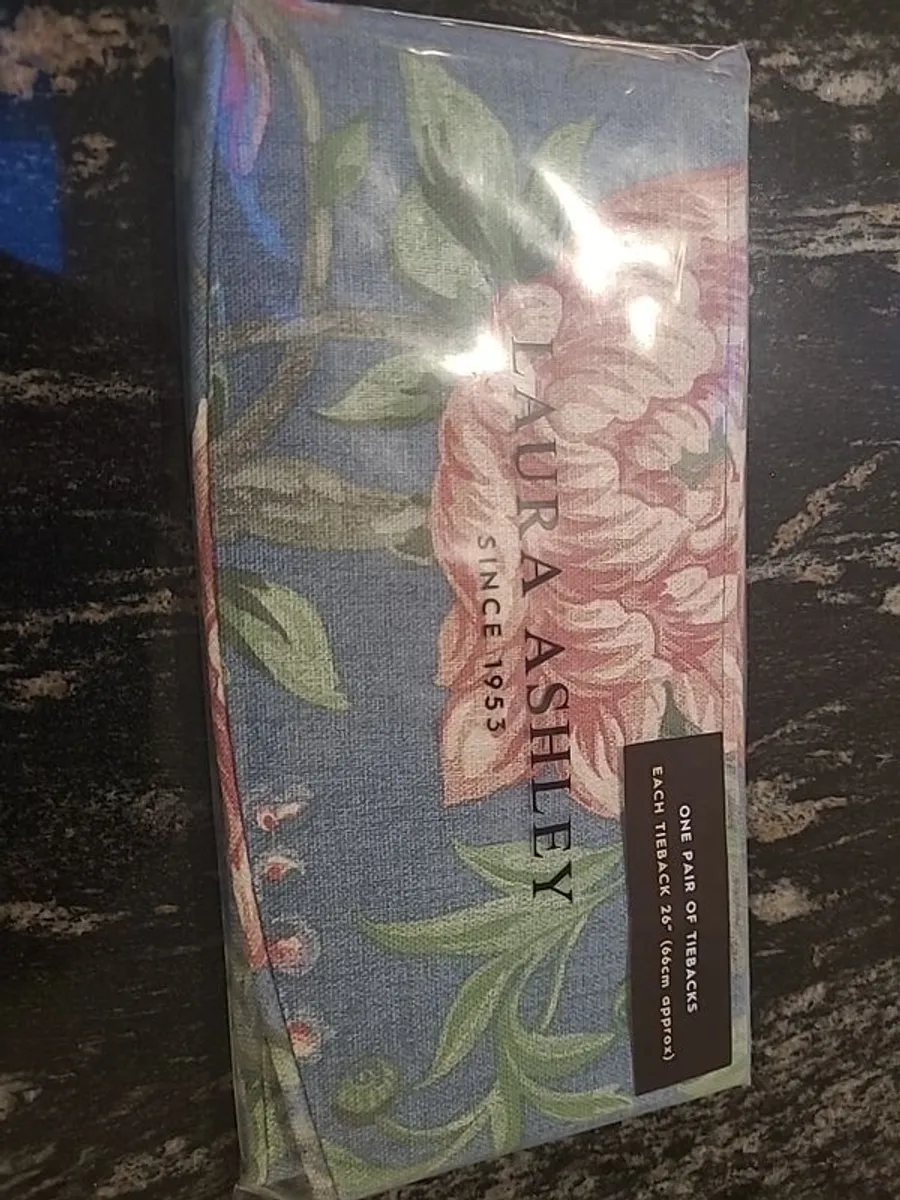 LAURA ASHLEY
SINCE 1953
ONE PAIR OF TIEBACKS
EACH TIEBACK 26" (66cm approx)